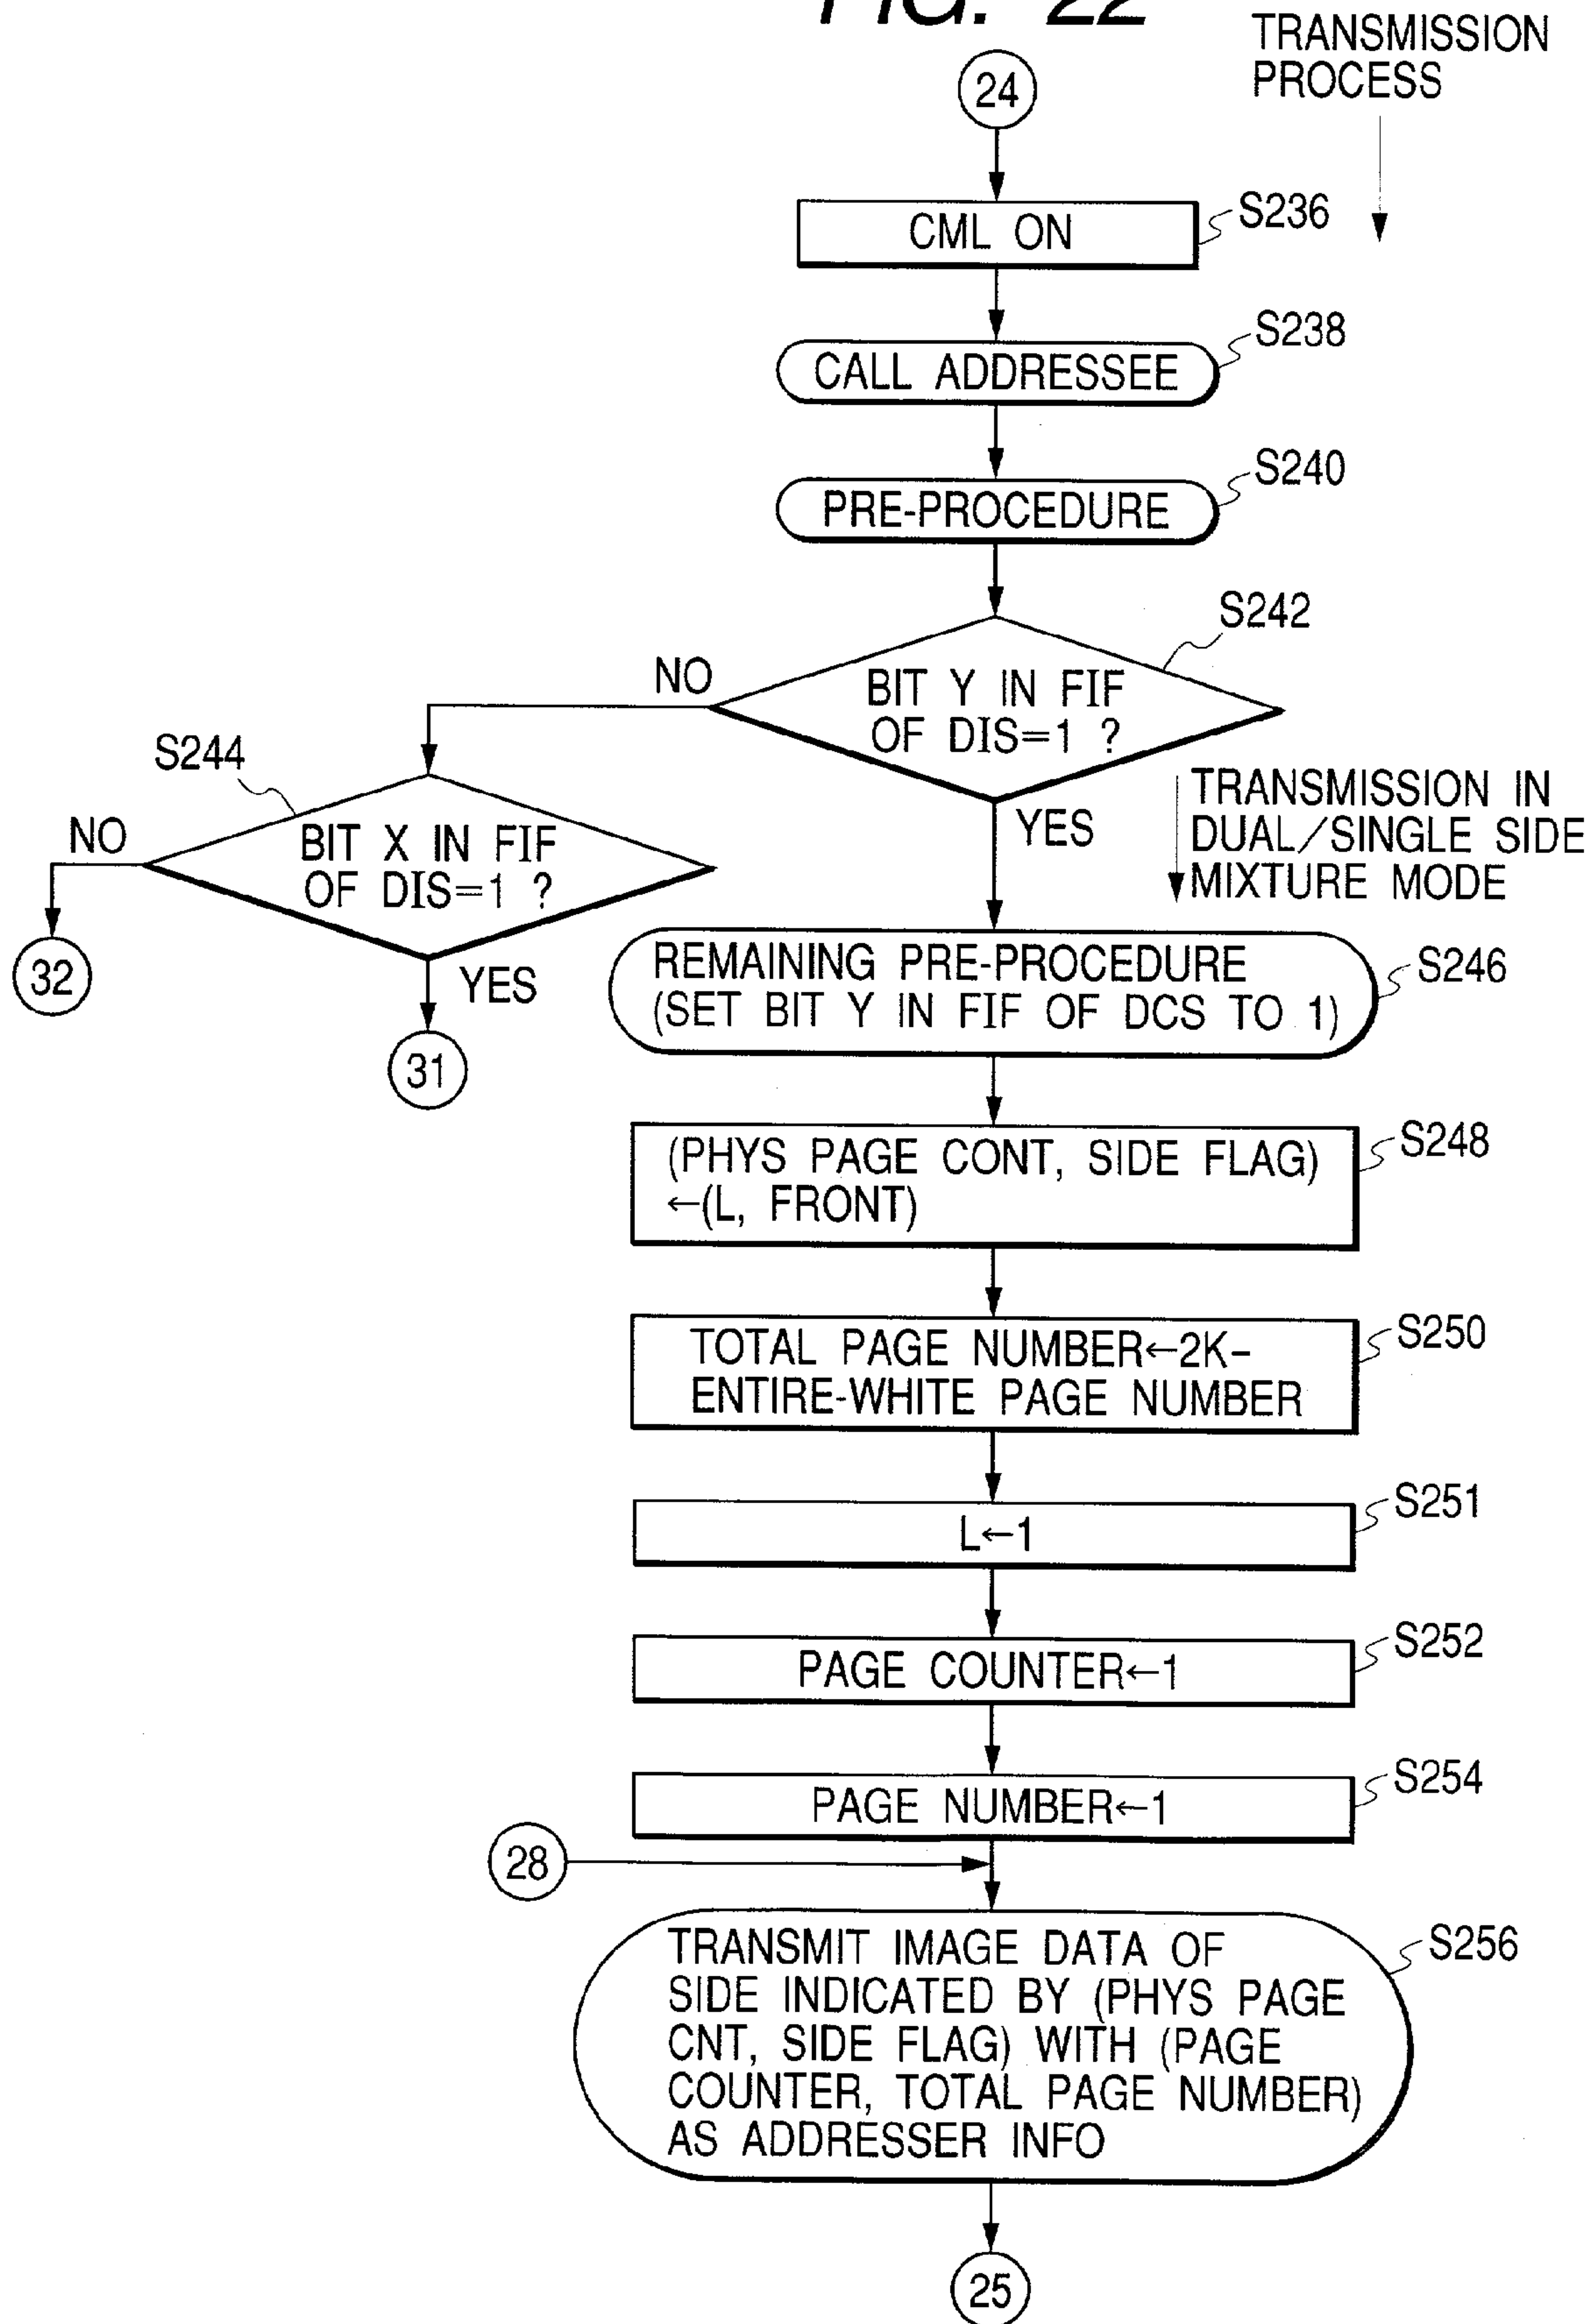 FIG. 22
TRANSMISSION
PROCESS
24
CML ON
S236
CALL ADDRESSEE
S238
PRE-PROCEDURE
S240
S242
NO
BIT Y IN FIF
OF DIS=1 ?
YES
TRANSMISSION IN
DUAL/SINGLE SIDE
MIXTURE MODE
S244
NO
BIT X IN FIF
OF DIS=1 ?
YES
32
31
REMAINING PRE-PROCEDURE
(SET BIT Y IN FIF OF DCS TO 1)
S246
(PHYS PAGE CONT, SIDE FLAG)
←(L, FRONT)
S248
TOTAL PAGE NUMBER←2K-
ENTIRE-WHITE PAGE NUMBER
S250
L←1
S251
PAGE COUNTER←1
S252
PAGE NUMBER←1
S254
28
TRANSMIT IMAGE DATA OF
SIDE INDICATED BY (PHYS PAGE
CNT, SIDE FLAG) WITH (PAGE
COUNTER, TOTAL PAGE NUMBER)
AS ADDRESSER INFO
S256
25